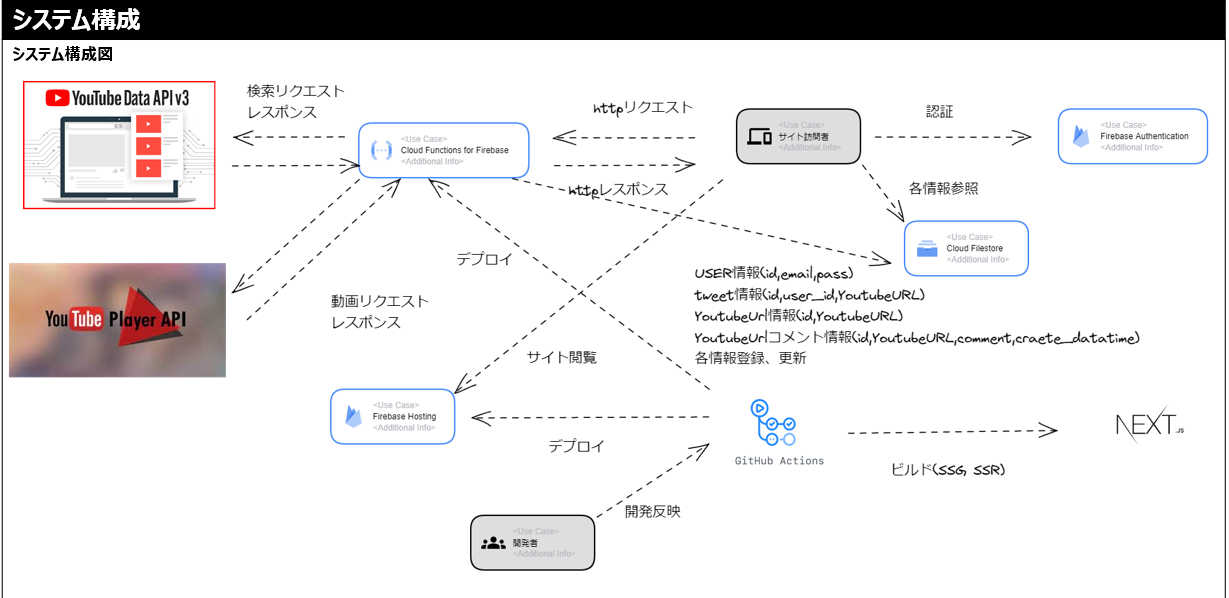 システム構成
システム構成図
YouTube Data API v3
検索リクエスト
レスポンス
<Use Case>
Cloud Functions for Firebase
<Additional Info>
httpリクエスト
<Use Case>
サイト訪問者
<Additional Info>
認証
<Use Case>
Firebase Authentication
<Additional Info>
httpレスポンス
各情報参照
<Use Case>
Cloud Filestore
<Additional Info>
デプロイ
USER情報(id,email,pass)
tweet情報(id,user_id,YoutubeURL)
YoutubeUrl情報(id,YoutubeURL)
YoutubeUrlコメント情報(id,YoutubeURL,comment,craete_datatime)
各情報登録、更新
YouTube Player API
動画リクエスト
レスポンス
サイト閲覧
<Use Case>
Firebase Hosting
<Additional Info>
デプロイ
GitHub Actions
ビルド(SSG, SSR)
NEXT.JS
開発反映
<Use Case>
開発者
<Additional Info>